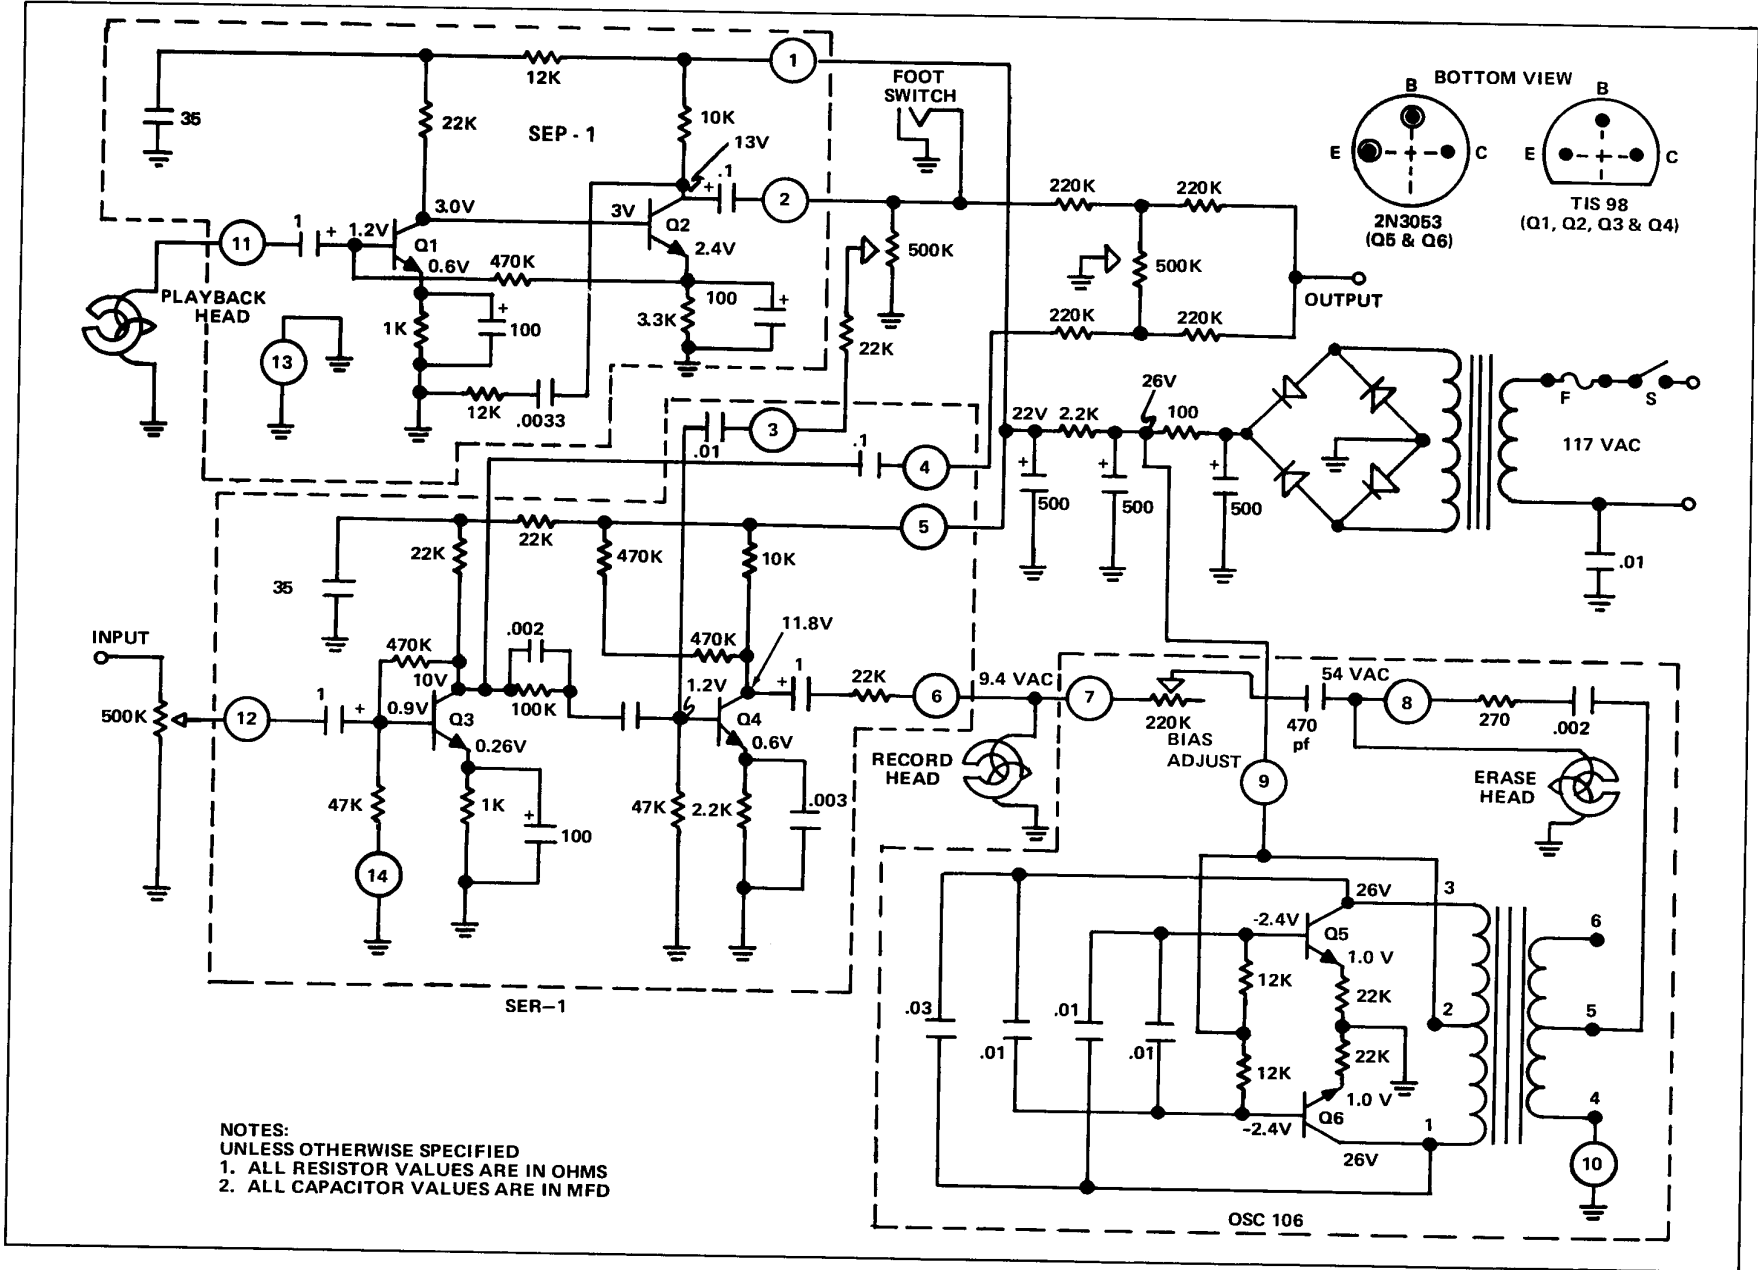 12K
1
FOOT
SWITCH
BOTTOM VIEW
B
B
35
22K
SEP - 1
10K
13V
E
C
E
C
+
.1
2
220K
220K
2N3053
(Q5 & Q6)
TIS 98
(Q1, Q2, Q3 & Q4)
3.0V
3V
Q2
11
1
+
1.2V
Q1
2.4V
500K
500K
0.6V
470K
OUTPUT
PLAYBACK
HEAD
100
+
1K
+
100
3.3K
220K
220K
22K
13
12K
.0033
26V
F
S
22V
2.2K
100
117 VAC
3
.01
.1
4
+
500
+
500
+
500
5
22K
22K
470K
10K
35
.01
INPUT
470K
.002
470K
11.8V
10V
1.2V
+
1
22K
6
9.4 VAC
7
54 VAC
8
500K
12
1
+
0.9V
Q3
100K
Q4
220K
BIAS
ADJUST
470
pf
270
.002
0.26V
0.6V
RECORD
HEAD
9
ERASE
HEAD
47K
1K
+
100
47K
2.2K
.003
14
26V
3
-2.4V
Q5
1.0 V
6
12K
22K
SER–1
.03
.01
.01
.01
2
5
12K
22K
1.0 V
4
Q6
-2.4V
1
26V
10
NOTES:
UNLESS OTHERWISE SPECIFIED
1. ALL RESISTOR VALUES ARE IN OHMS
2. ALL CAPACITOR VALUES ARE IN MFD
OSC 106